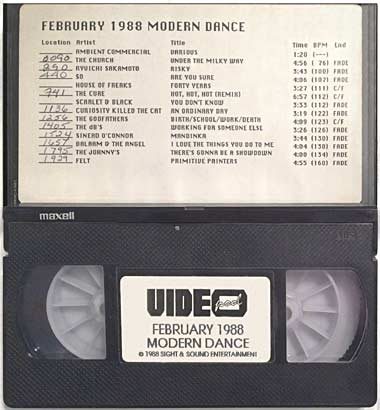 FEBRUARY 1988 MODERN DANCE
Location Artist Title Time BPM End
AMBIENT COMMERCIAL VARIOUS 1:20 (---)
0090 THE CHURCH UNDER THE MILKY WAY 4:56 (76) FADE
250 RYUICHI SAKAMOTO RISKY 3:43 (100) FADE
490 SO ARE YOU SURE 4:06 (107) FADE
HOUSE OF FREAKS FORTY YEARS 3:27 (111) C/F
741 THE CURE HOT, HOT, HOT (REMIX) 6:57 (112) C/F
SCARLET & BLACK YOU DON'T KNOW 3:33 (112) FADE
1136 CURIOSITY KILLED THE CAT AN ORDINARY DAY 3:19 (122) FADE
1256 THE GODFATHERS BIRTH/SCHOOL/WORK/DEATH 4:09 (123) C/F
1405 THE dB'S WORKING FOR SOMEONE ELSE 3:26 (126) FADE
1524 SINEAD O'CONNOR MANDINKA 3:44 (130) FADE
1657 BALAAM & THE ANGEL I LOVE THE THINGS YOU DO TO ME 4:04 (130) FADE
1795 THE JOHNNY'S THERE'S GONNA BE A SHOWDOWN 4:00 (134) FADE
1929 FELT PRIMITIVE PAINTERS 4:55 (160) FADE
maxell
VIDEO
Pool
FEBRUARY 1988
MODERN DANCE
© 1988 SIGHT & SOUND ENTERTAINMENT